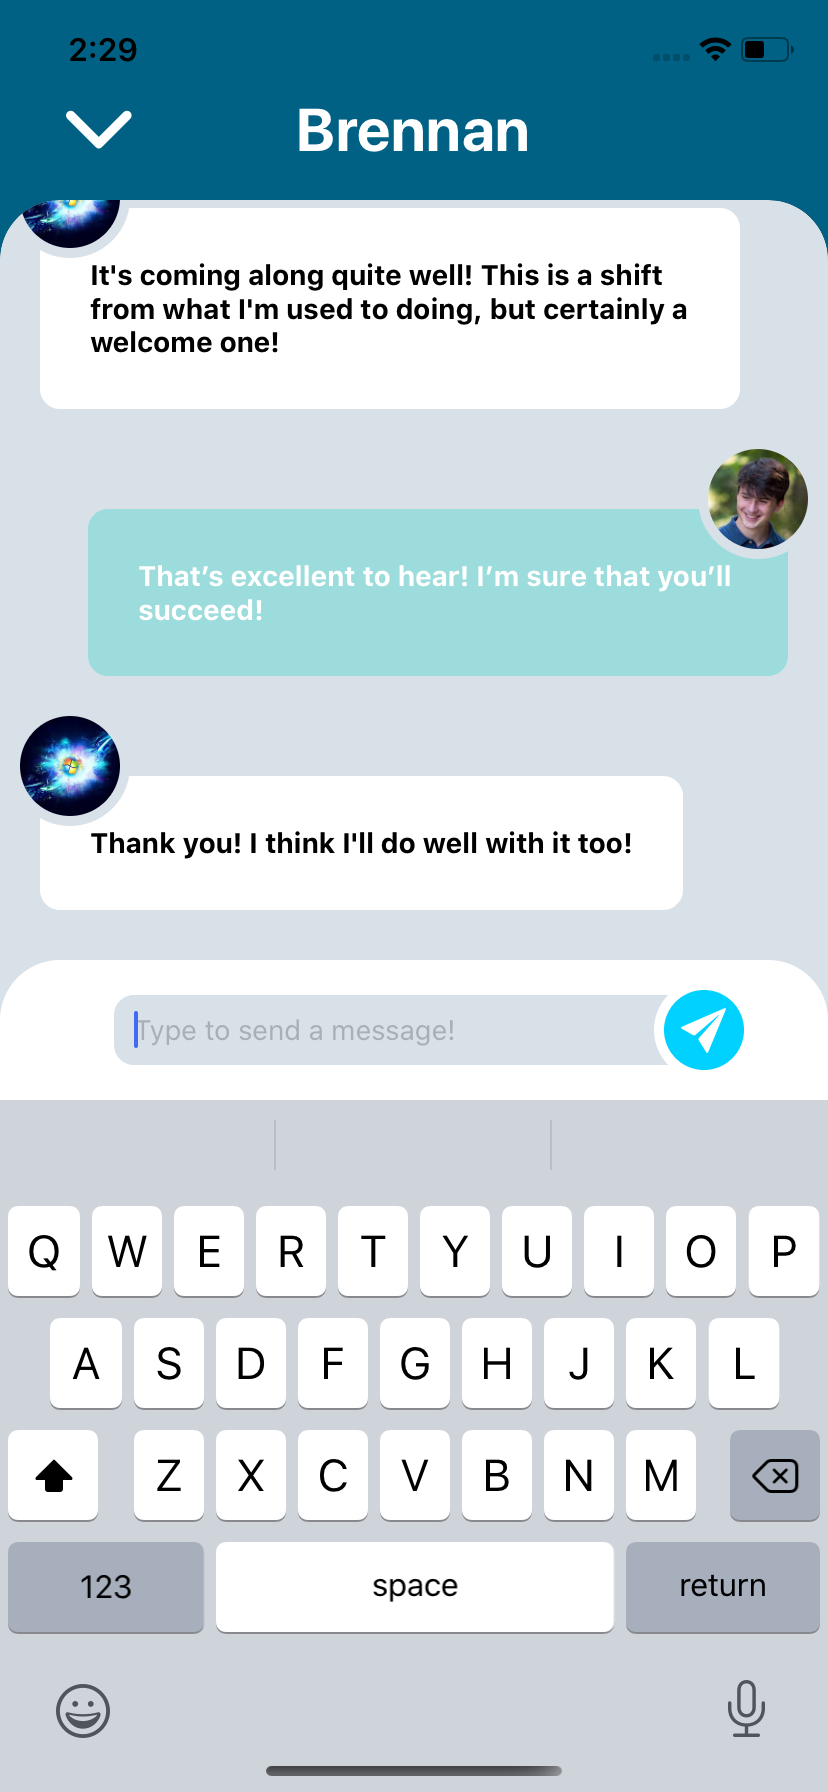 2:29
Brennan
It's coming along quite well! This is a shift
from what I'm used to doing, but certainly a
welcome one!
That’s excellent to hear! I’m sure that you’ll
succeed!
Thank you! I think I'll do well with it too!
Type to send a message!
Q W E R T Y U I O P
A S D F G H J K L
Z X C V B N M
123 space return